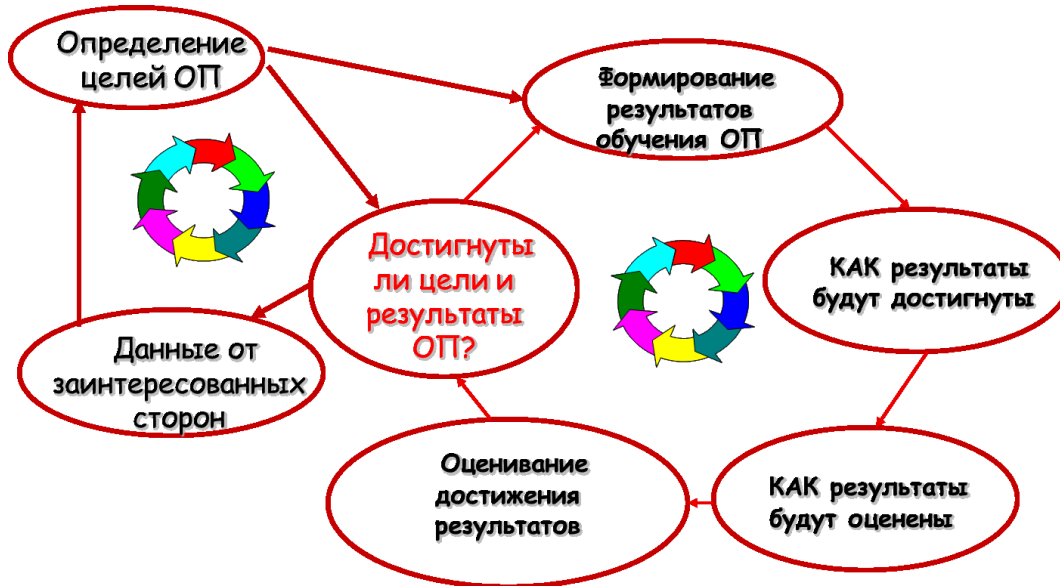 Определение
целей ОП
Формирование
результатов
обучения ОП
Достигнуты
ли цели и
результаты
ОП?
КАК результаты
будут достигнуты
Данные от
заинтересованных
сторон
Оценивание
достижения
результатов
КАК результаты
будут оценены